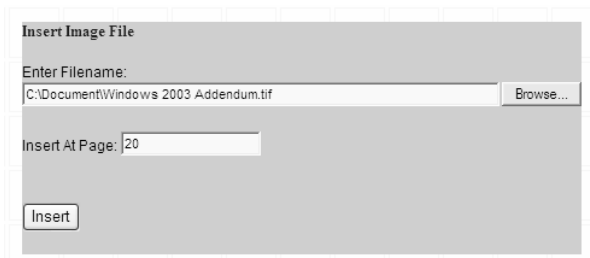 Insert Image File
Enter Filename:
C:\Document\Windows 2003 Addendum.tif Browse...
Insert At Page: 20
Insert